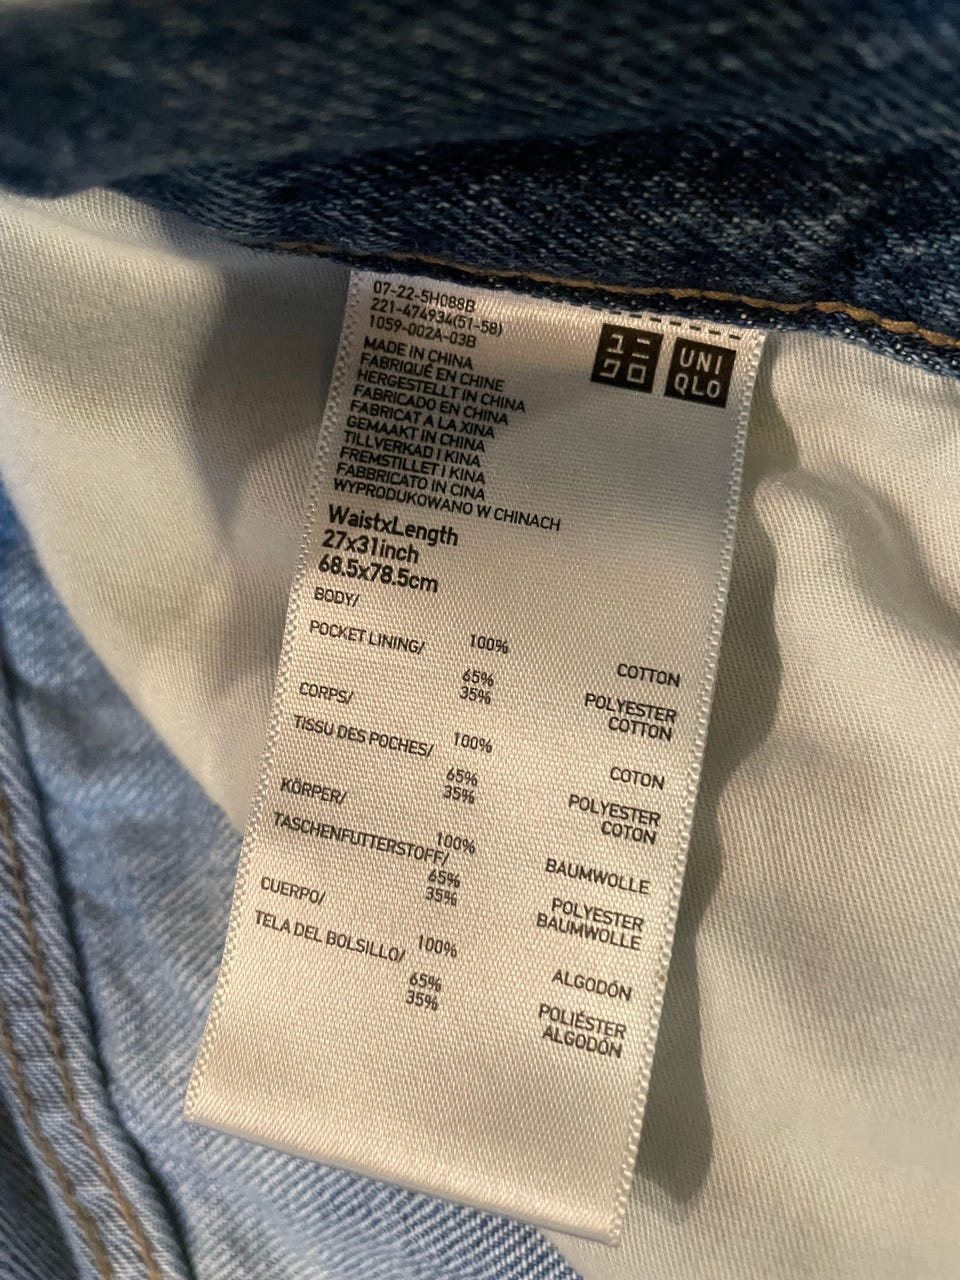 07-22-5H088B
221-474934(51-58)
1059-002A-03B
ユニ
クロ
UNI
QLO
MADE IN CHINA
FABRIQUÉ EN CHINE
HERGESTELLT IN CHINA
FABRICADO EN CHINA
FABRICAT A LA XINA
GEMAAKT IN CHINA
TILLVERKAD I KINA
FREMSTILLET I KINA
FABBRICATO IN CINA
WYPRODUKOWANO W CHINACH
WaistxLength
27x31inch
68.5x78.5cm
BODY/
100% COTTON
POCKET LINING/
65% POLYESTER
35% COTTON
CORPS/
100% COTON
TISSU DES POCHES/
65% POLYESTER
35% COTON
KÖRPER/
100% BAUMWOLLE
TASCHENFUTTERSTOFF/
65% POLYESTER
35% BAUMWOLLE
CUERPO/
100% ALGODÓN
TELA DEL BOLSILLO/
65% POLIÉSTER
35% ALGODÓN